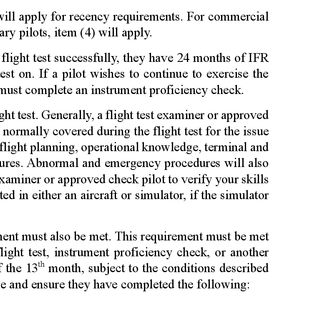 will apply for recency requirements. For commercial
ary pilots, item (4) will apply.
flight test successfully, they have 24 months of IFR
est on. If a pilot wishes to continue to exercise the
must complete an instrument proficiency check.
ght test. Generally, a flight test examiner or approved
normally covered during the flight test for the issue
flight planning, operational knowledge, terminal and
ures. Abnormal and emergency procedures will also
xaminer or approved check pilot to verify your skills
ted in either an aircraft or simulator, if the simulator
ment must also be met. This requirement must be met
light test, instrument proficiency check, or another
f the 13th month, subject to the conditions described
e and ensure they have completed the following: